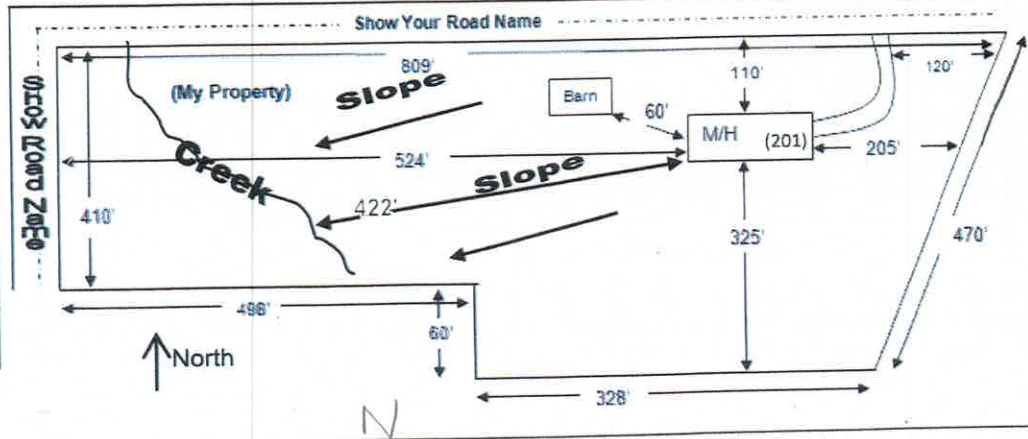 Show Your Road Name
Show Road Name
809'
110'
120'
(My Property)
Slope
Barn
60'
M/H
(201)
205'
524'
Creek
Slope
422'
410'
325'
470'
498'
60'
North
328'
N